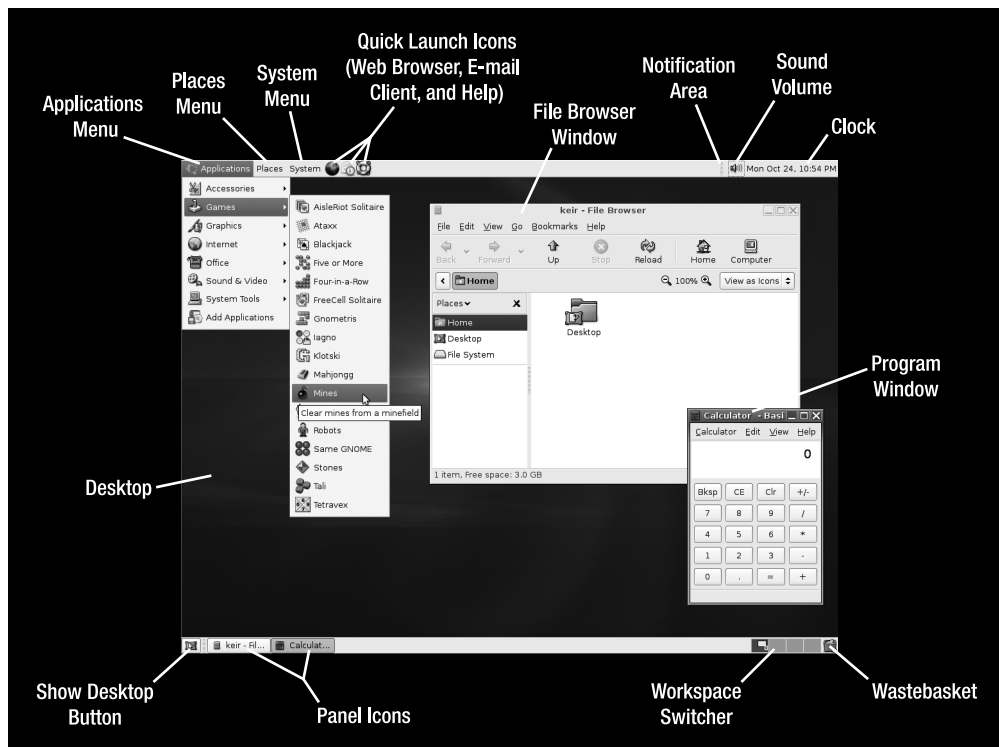 Quick Launch Icons
(Web Browser, E-mail
Client, and Help)
Applications
Menu
Places
Menu
System
Menu
File Browser
Window
Notification
Area
Sound
Volume
Clock
Applications Places System
Mon Oct 24, 10:54 PM
Accessories
Games
Graphics
Internet
Office
Sound & Video
System Tools
Add Applications
AisleRiot Solitaire
Ataxx
Blackjack
Five or More
Four-in-a-Row
FreeCell Solitaire
Gnometris
Iagno
Klotski
Mahjongg
Mines
Clear mines from a minefield
Robots
Same GNOME
Stones
Tali
Tetravex
keir - File Browser
File Edit View Go Bookmarks Help
Back Forward Up Stop Reload Home Computer
Home
100%
View as Icons
Places
Home
Desktop
File System
Desktop
1 item, Free space: 3.0 GB
Program
Window
Calculator - Basi
Calculator Edit View Help
0
Bksp CE Clr +/-
7 8 9 /
4 5 6 *
1 2 3 -
0 . = +
Desktop
keir - Fil...
Calculat...
Show Desktop
Button
Panel Icons
Workspace
Switcher
Wastebasket